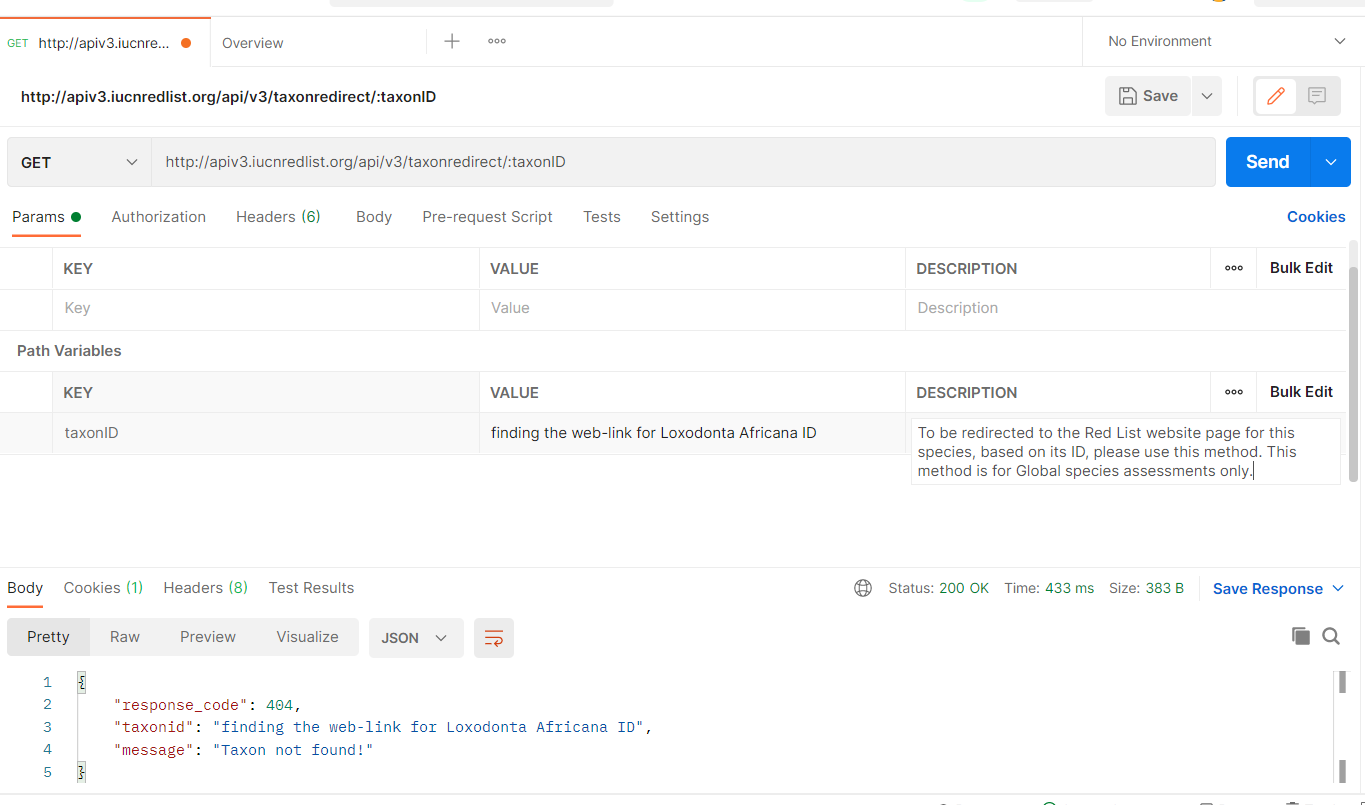 GET http://apiv3.iucnre... Overview No Environment
http://apiv3.iucnredlist.org/api/v3/taxonredirect/:taxonID Save
GET http://apiv3.iucnredlist.org/api/v3/taxonredirect/:taxonID Send
Params Authorization Headers (6) Body Pre-request Script Tests Settings Cookies
KEY VALUE DESCRIPTION Bulk Edit
Key Value Description
Path Variables
KEY VALUE DESCRIPTION Bulk Edit
taxonID finding the web-link for Loxodonta Africana ID To be redirected to the Red List website page for this
species, based on its ID, please use this method. This
method is for Global species assessments only.
Body Cookies (1) Headers (8) Test Results Status: 200 OK Time: 433 ms Size: 383 B Save Response
Pretty Raw Preview Visualize JSON
1 {
2 "response_code": 404,
3 "taxonid": "finding the web-link for Loxodonta Africana ID",
4 "message": "Taxon not found!"
5 }